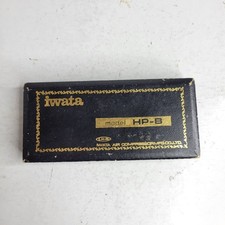 iwata
model HP-B
IWATA AIR COMPRESSOR MFG.CO.,LTD.